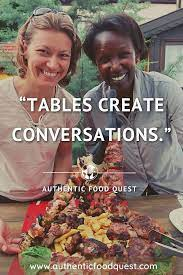 “TABLES CREATE
CONVERSATIONS.”
AUTHENTIC FOOD QUEST
www.authenticfoodquest.com